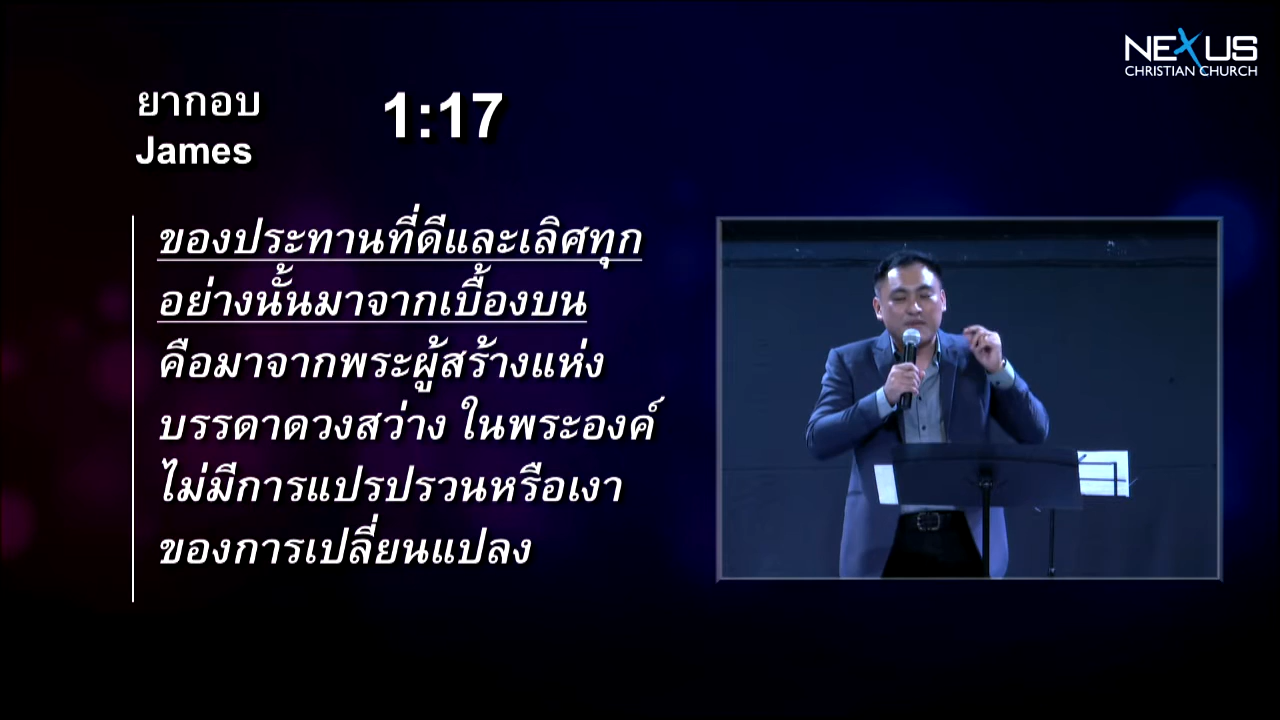 NEXUS
CHRISTIAN CHURCH
ยากอบ
James
1:17
ของประทานที่ดีและเลิศทุก
อย่างนั้นมาจากเบื้องบน
คือมาจากพระผู้สร้างแห่ง
บรรดาดวงสว่าง ในพระองค์
ไม่มีการแปรปรวนหรือเงา
ของการเปลี่ยนแปลง